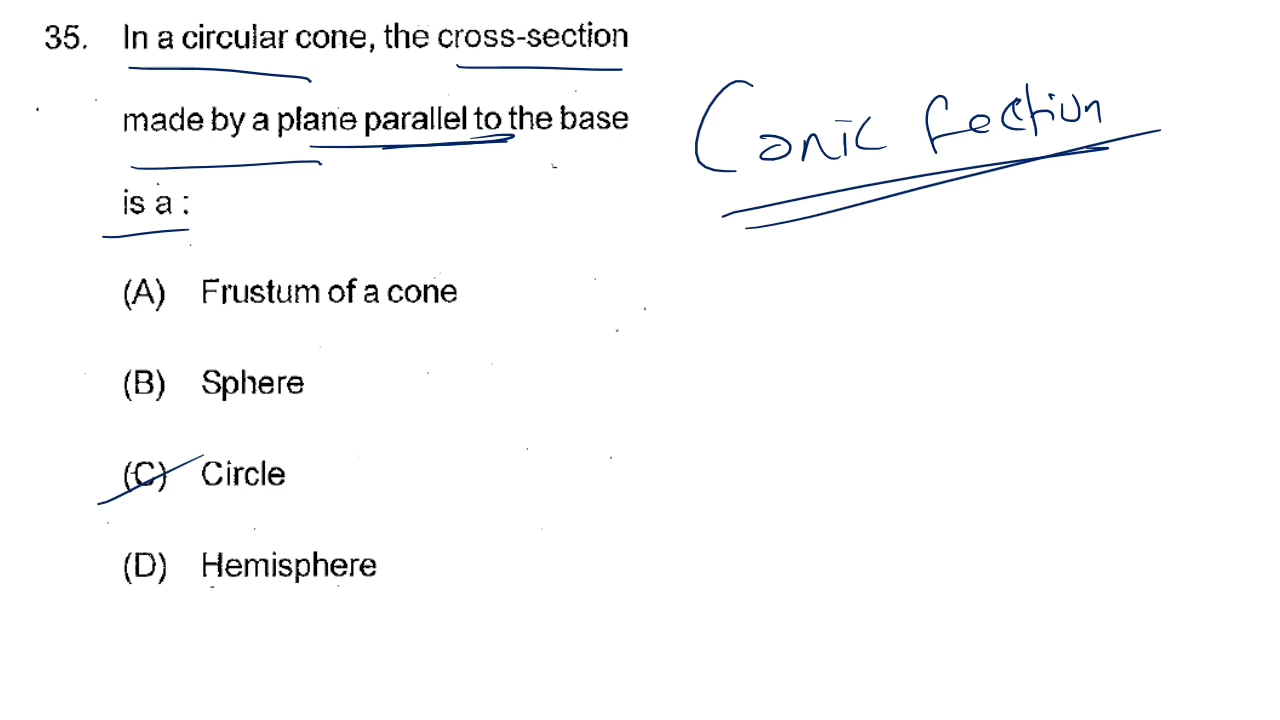 35. In a circular cone, the cross-section
made by a plane parallel to the base
is a :
(A) Frustum of a cone
(B) Sphere
(C) Circle
(D) Hemisphere
Conic Section